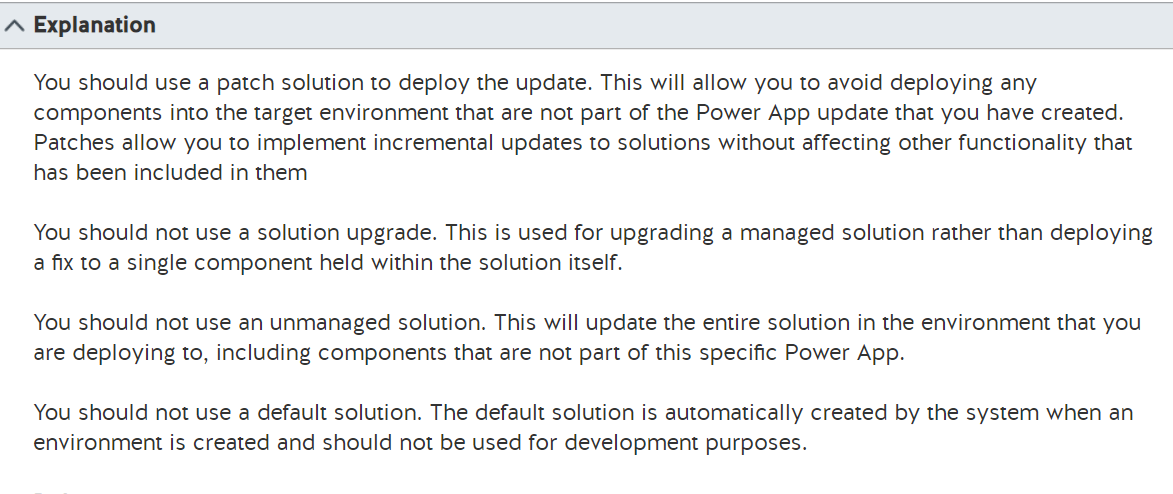 Explanation
You should use a patch solution to deploy the update. This will allow you to avoid deploying any
components into the target environment that are not part of the Power App update that you have created.
Patches allow you to implement incremental updates to solutions without affecting other functionality that
has been included in them
You should not use a solution upgrade. This is used for upgrading a managed solution rather than deploying
a fix to a single component held within the solution itself.
You should not use an unmanaged solution. This will update the entire solution in the environment that you
are deploying to, including components that are not part of this specific Power App.
You should not use a default solution. The default solution is automatically created by the system when an
environment is created and should not be used for development purposes.